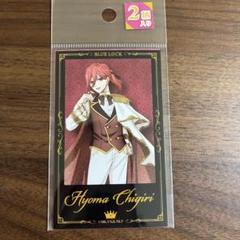 2個
入り
BLUE LOCK
Hyoma Chigiri